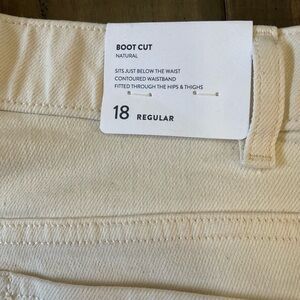 BOOT CUT
NATURAL
SITS JUST BELOW THE WAIST
CONTOURED WAISTBAND
FITTED THROUGH THE HIPS & THIGHS
18 REGULAR